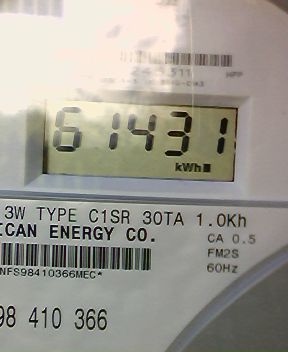 61431
kWh
3W TYPE C1SR 30TA 1.0Kh
ICAN ENERGY CO.
CA 0.5
FM2S
NFS98410366MEC*
60Hz
98 410 366